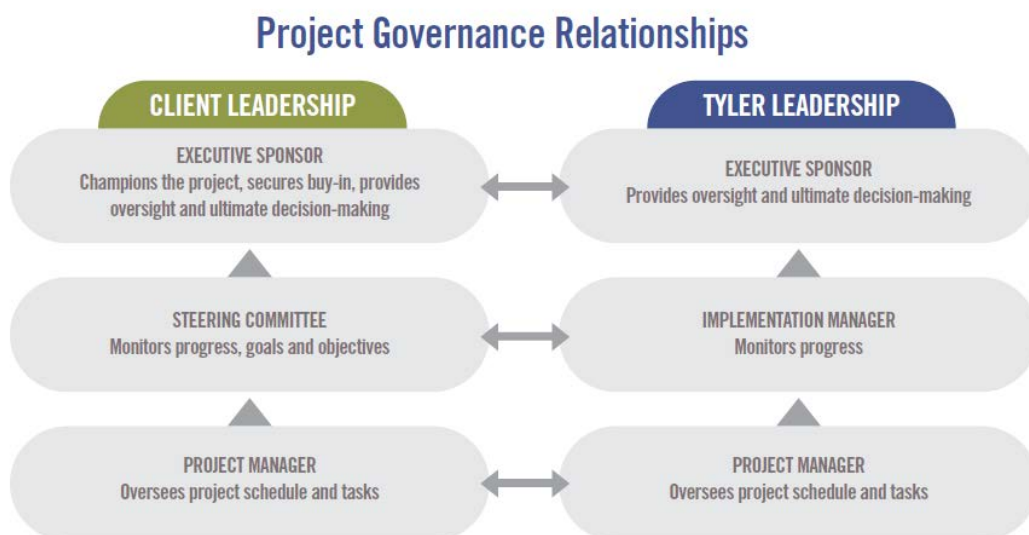 Project Governance Relationships
CLIENT LEADERSHIP
EXECUTIVE SPONSOR
Champions the project, secures buy-in, provides
oversight and ultimate decision-making
STEERING COMMITTEE
Monitors progress, goals and objectives
PROJECT MANAGER
Oversees project schedule and tasks
TYLER LEADERSHIP
EXECUTIVE SPONSOR
Provides oversight and ultimate decision-making
IMPLEMENTATION MANAGER
Monitors progress
PROJECT MANAGER
Oversees project schedule and tasks